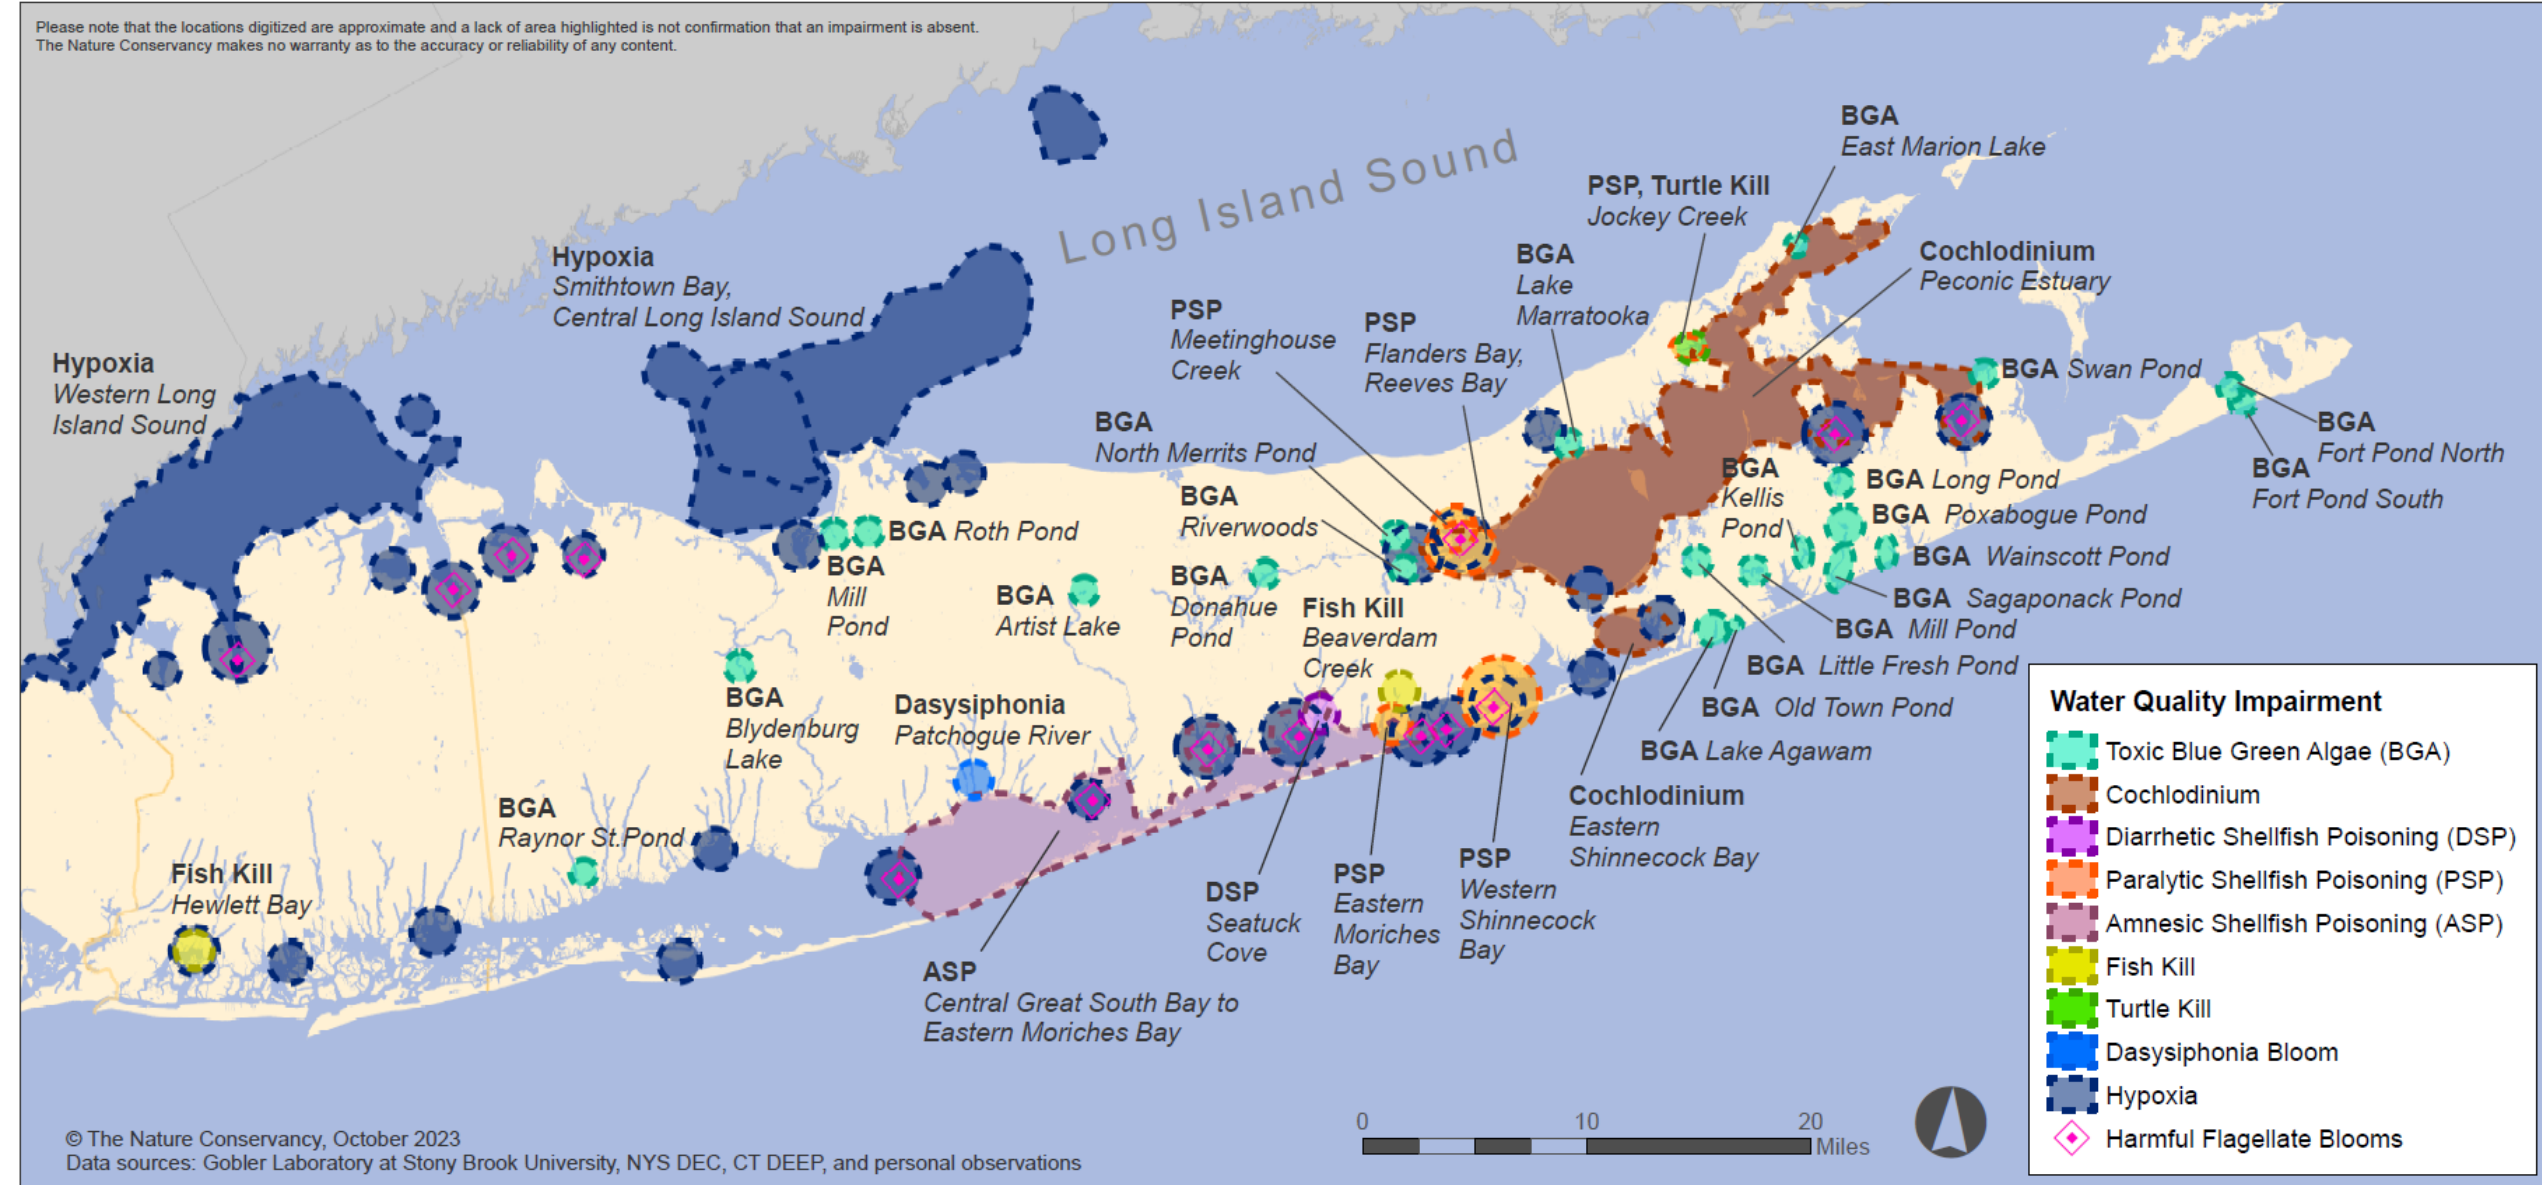 Please note that the locations digitized are approximate and a lack of area highlighted is not confirmation that an impairment is absent.
The Nature Conservancy makes no warranty as to the accuracy or reliability of any content.
Long Island Sound
BGA
East Marion Lake
PSP, Turtle Kill
Jockey Creek
Cochlodinium
Peconic Estuary
BGA
Lake
Marratooka
Hypoxia
Smithtown Bay,
Central Long Island Sound
PSP
Meetinghouse
Creek
PSP
Flanders Bay,
Reeves Bay
Hypoxia
Western Long
Island Sound
BGA Swan Pond
BGA
Fort Pond North
BGA
Fort Pond South
BGA
North Merrits Pond
BGA
Riverwoods
BGA
Kellis
Pond
BGA Long Pond
BGA Poxabogue Pond
BGA Wainscott Pond
BGA Sagaponack Pond
BGA Mill Pond
BGA Little Fresh Pond
BGA Old Town Pond
BGA Lake Agawam
BGA Roth Pond
BGA
Mill
Pond
BGA
Artist Lake
BGA
Donahue
Pond
Fish Kill
Beaverdam
Creek
BGA
Blydenburg
Lake
Dasysiphonia
Patchogue River
BGA
Raynor St.Pond
Fish Kill
Hewlett Bay
Cochlodinium
Eastern
Shinnecock Bay
DSP
Seatuck
Cove
PSP
Eastern
Moriches
Bay
PSP
Western
Shinnecock
Bay
ASP
Central Great South Bay to
Eastern Moriches Bay
Water Quality Impairment
Toxic Blue Green Algae (BGA)
Cochlodinium
Diarrhetic Shellfish Poisoning (DSP)
Paralytic Shellfish Poisoning (PSP)
Amnesic Shellfish Poisoning (ASP)
Fish Kill
Turtle Kill
Dasysiphonia Bloom
Hypoxia
Harmful Flagellate Blooms
0 10 20
Miles
© The Nature Conservancy, October 2023
Data sources: Gobler Laboratory at Stony Brook University, NYS DEC, CT DEEP, and personal observations